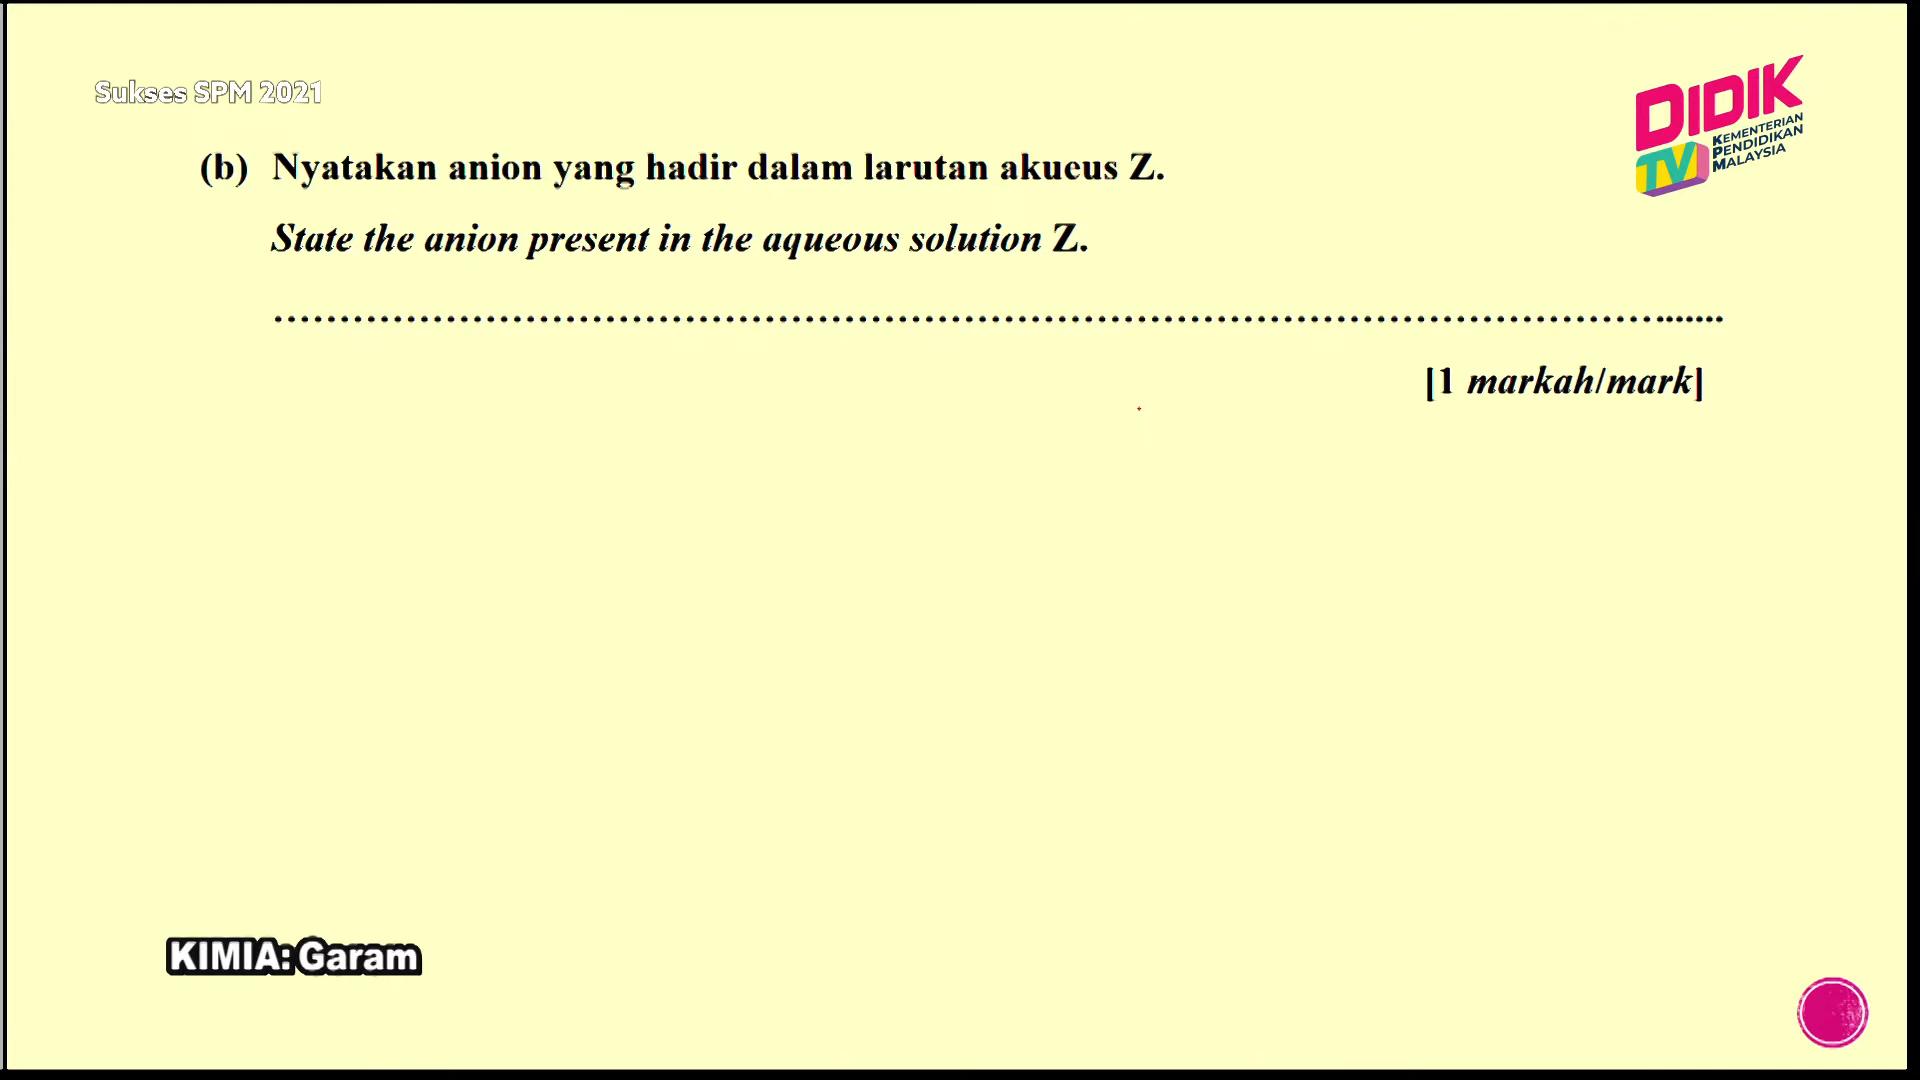 Sukses SPM 2021
DIDIK
TV
KEMENTERIAN
PENDIDIKAN
MALAYSIA
(b) Nyatakan anion yang hadir dalam larutan akueus Z.
State the anion present in the aqueous solution Z.
........................................................................................................
[1 markah/mark]
KIMIA: Garam